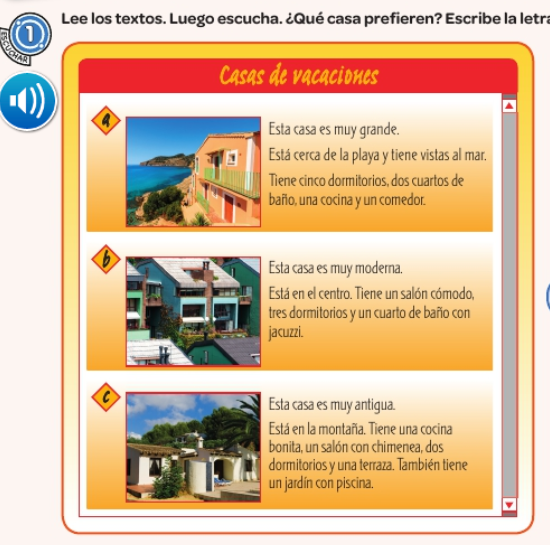 Lee los textos. Luego escucha. ¿Qué casa prefieren? Escribe la letra
1
ESCUCHAR
Casas de vacaciones
a
Esta casa es muy grande.
Está cerca de la playa y tiene vistas al mar.
Tiene cinco dormitorios, dos cuartos de
baño, una cocina y un comedor.
b
Esta casa es muy moderna.
Está en el centro. Tiene un salón cómodo,
tres dormitorios y un cuarto de baño con
jacuzzi.
c
Esta casa es muy antigua.
Está en la montaña. Tiene una cocina
bonita, un salón con chimenea, dos
dormitorios y una terraza. También tiene
un jardín con piscina.